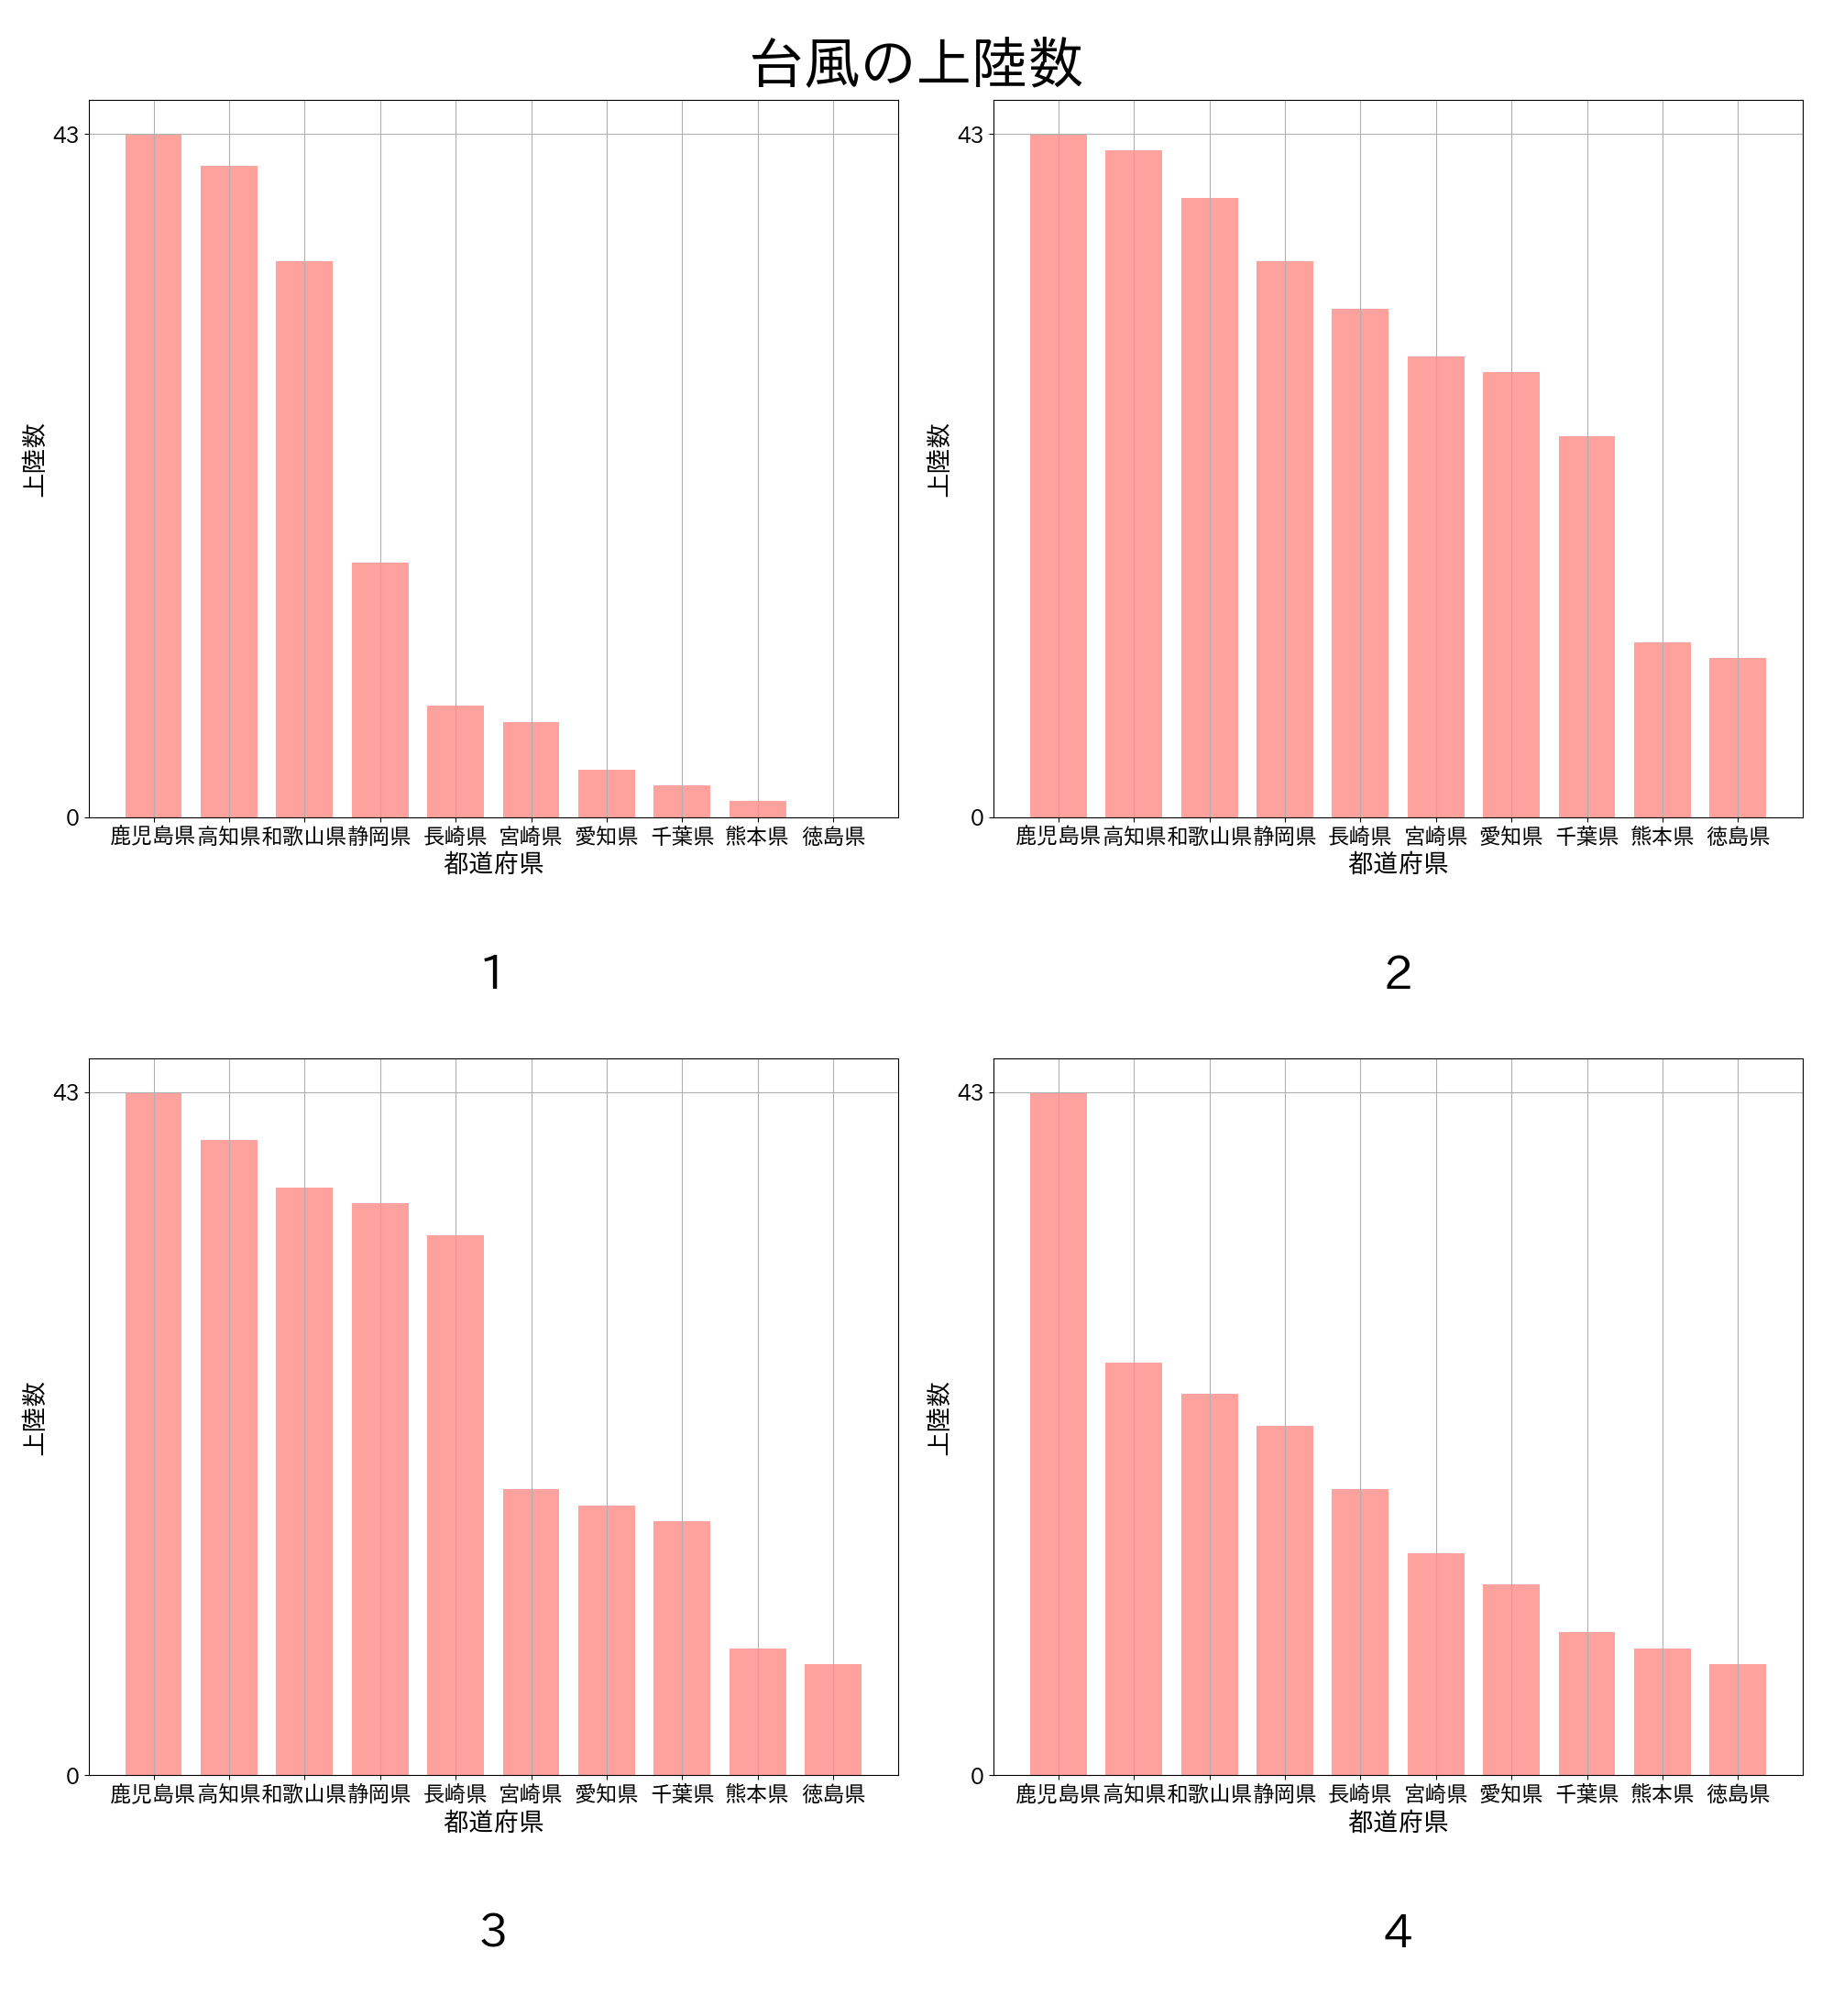 台風の上陸数
43
0
上陸数
鹿児島県 高知県 和歌山県 静岡県 長崎県 宮崎県 愛知県 千葉県 熊本県 徳島県
都道府県
1
43
0
上陸数
鹿児島県 高知県 和歌山県 静岡県 長崎県 宮崎県 愛知県 千葉県 熊本県 徳島県
都道府県
2
43
0
上陸数
鹿児島県 高知県 和歌山県 静岡県 長崎県 宮崎県 愛知県 千葉県 熊本県 徳島県
都道府県
3
43
0
上陸数
鹿児島県 高知県 和歌山県 静岡県 長崎県 宮崎県 愛知県 千葉県 熊本県 徳島県
都道府県
4